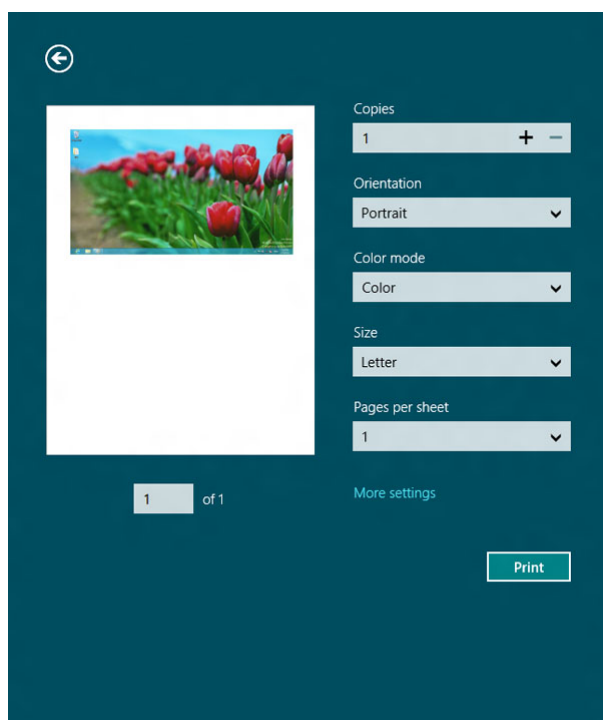 Copies
1
Orientation
Portrait
Color mode
Color
Size
Letter
Pages per sheet
1
1 of 1
More settings
Print